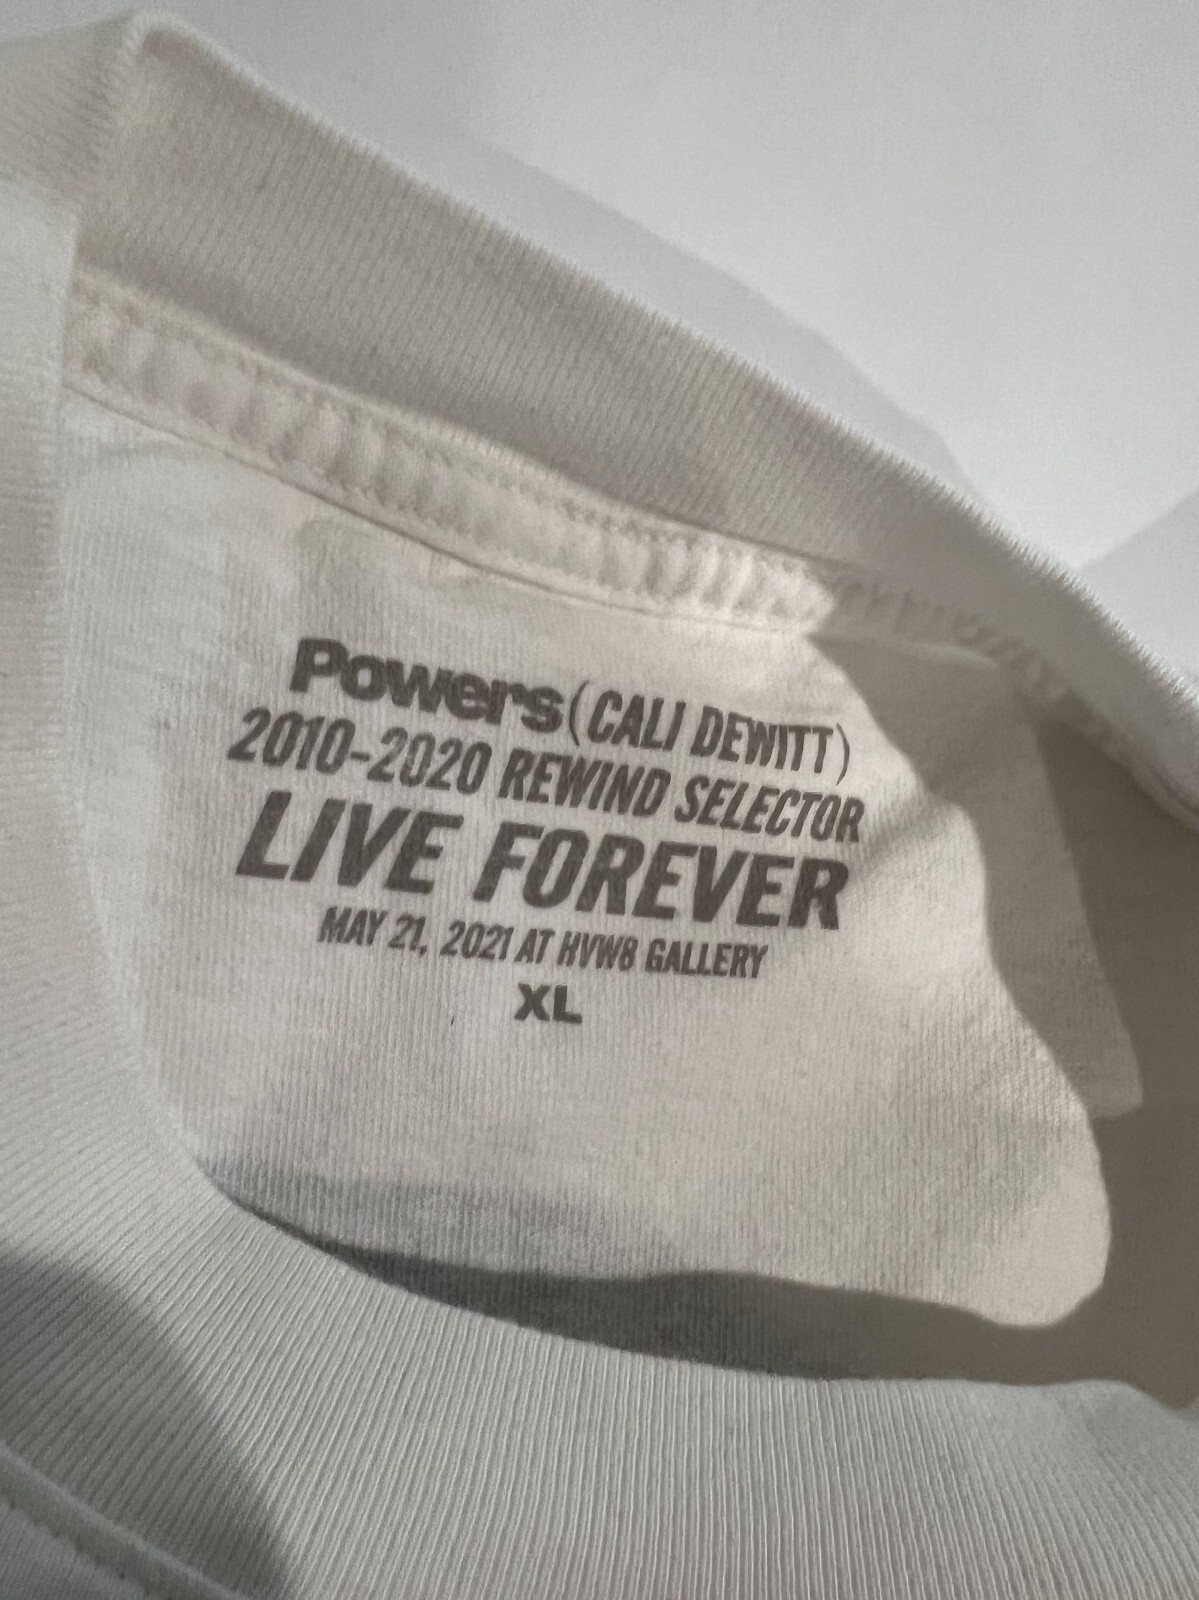 Powers (CALI DEWITT)
2010-2020 REWIND SELECTOR
LIVE FOREVER
MAY 21, 2021 AT HVW8 GALLERY
XL